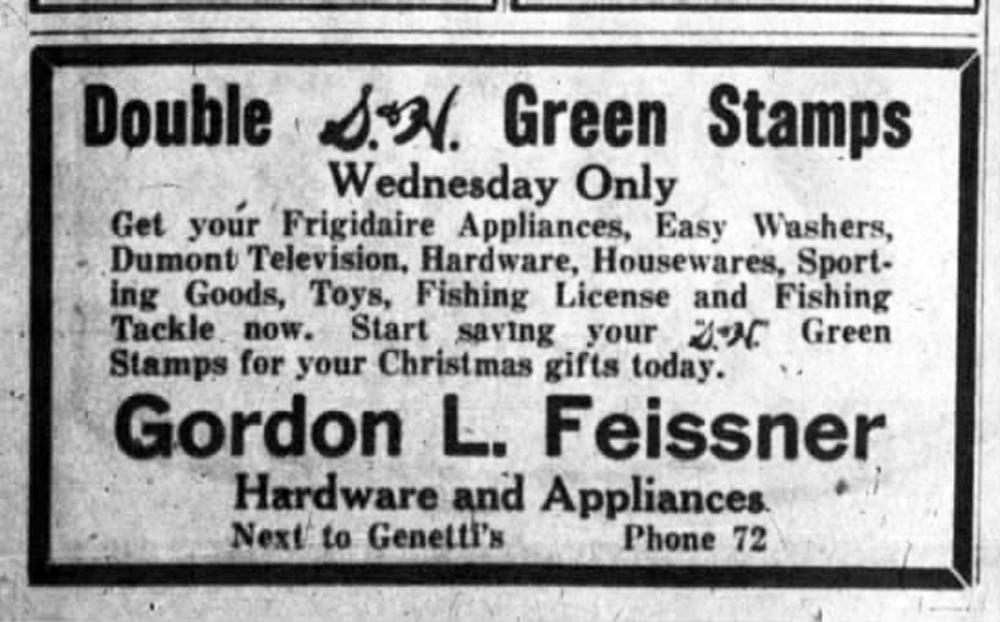 Double S.&H. Green Stamps
Wednesday Only
Get your Frigidaire Appliances, Easy Washers,
Dumont Television, Hardware, Housewares, Sport-
ing Goods, Toys, Fishing License and Fishing
Tackle now. Start saving your S.&H. Green
Stamps for your Christmas gifts today.
Gordon L. Feissner
Hardware and Appliances
Next to Genetti's Phone 72